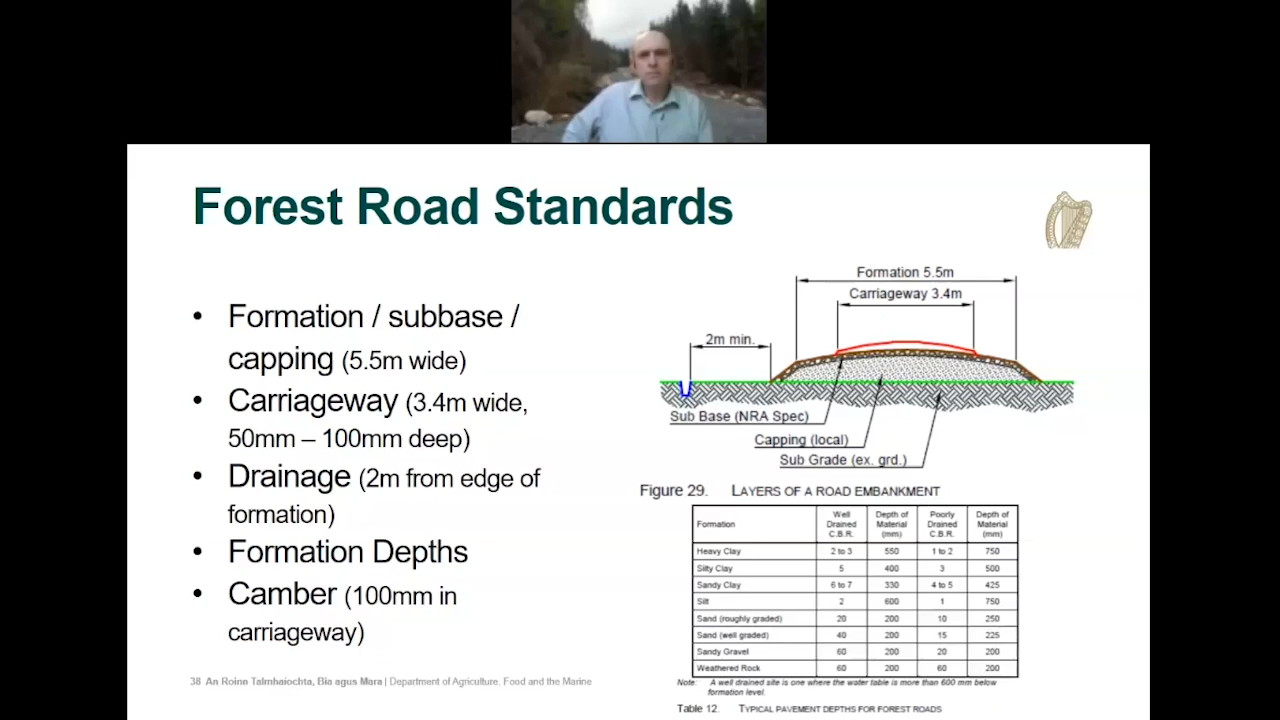 Forest Road Standards
• Formation / subbase /
capping (5.5m wide)
• Carriageway (3.4m wide,
50mm – 100mm deep)
• Drainage (2m from edge of
formation)
• Formation Depths
• Camber (100mm in
carriageway)
Formation 5.5m
Carriageway 3.4m
2m min.
Sub Base (NRA Spec)
Capping (local)
Sub Grade (ex. grd.)
Figure 29. LAYERS OF A ROAD EMBANKMENT
Formation Well Drained C.B.R. Depth of Material (mm) Poorly Drained C.B.R. Depth of Material (mm)
Heavy Clay 2 to 3 550 1 to 2 750
Silty Clay 5 400 3 500
Sandy Clay 6 to 7 330 4 to 5 425
Silt 2 600 1 750
Sand (roughly graded) 20 200 10 250
Sand (well graded) 40 200 15 225
Sandy Gravel 60 200 20 200
Weathered Rock 60 200 60 200
Note: A well drained site is one where the water table is more than 600 mm below
formation level.
Table 12. TYPICAL PAVEMENT DEPTHS FOR FOREST ROADS
38 An Roinn Talmhaíochta, Bia agus Mara | Department of Agriculture, Food and the Marine